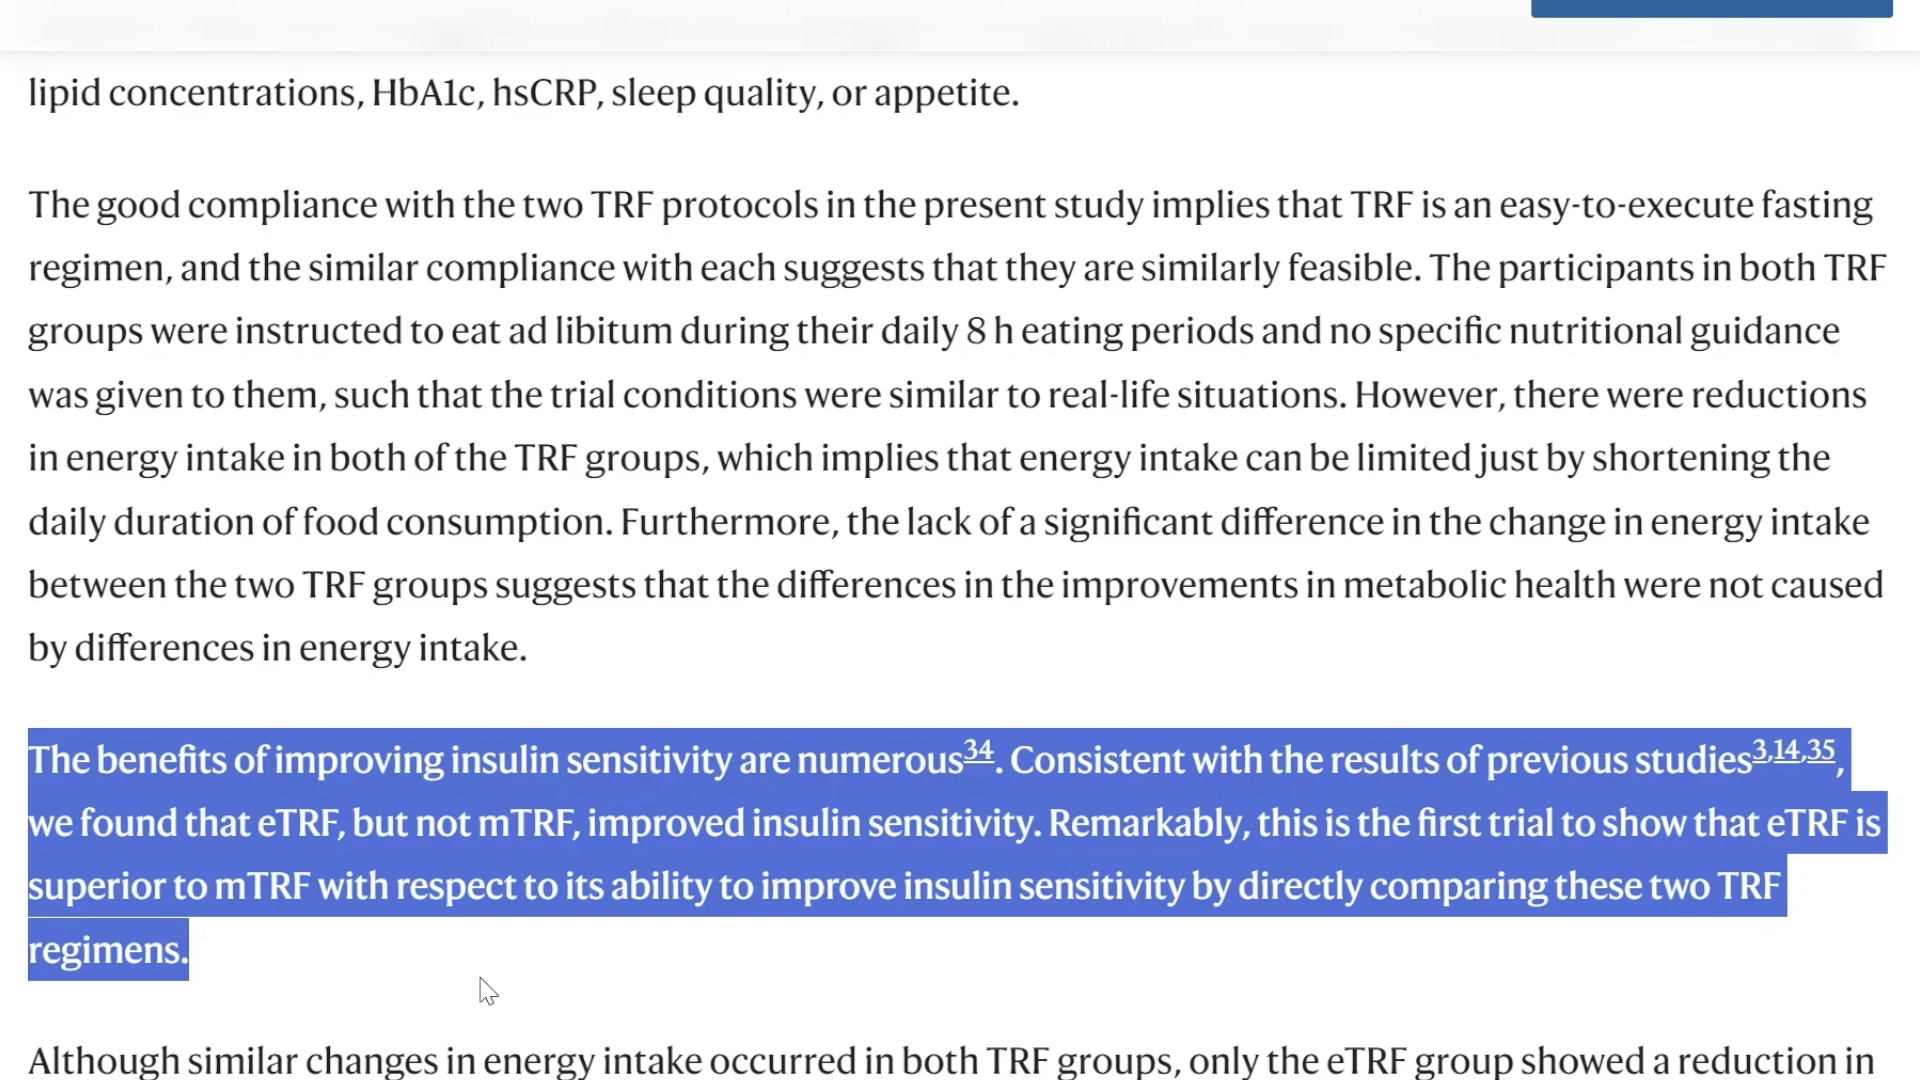 lipid concentrations, HbA1c, hsCRP, sleep quality, or appetite.
The good compliance with the two TRF protocols in the present study implies that TRF is an easy-to-execute fasting
regimen, and the similar compliance with each suggests that they are similarly feasible. The participants in both TRF
groups were instructed to eat ad libitum during their daily 8 h eating periods and no specific nutritional guidance
was given to them, such that the trial conditions were similar to real-life situations. However, there were reductions
in energy intake in both of the TRF groups, which implies that energy intake can be limited just by shortening the
daily duration of food consumption. Furthermore, the lack of a significant difference in the change in energy intake
between the two TRF groups suggests that the differences in the improvements in metabolic health were not caused
by differences in energy intake.
The benefits of improving insulin sensitivity are numerous34. Consistent with the results of previous studies3,14,35,
we found that eTRF, but not mTRF, improved insulin sensitivity. Remarkably, this is the first trial to show that eTRF is
superior to mTRF with respect to its ability to improve insulin sensitivity by directly comparing these two TRF
regimens.
Although similar changes in energy intake occurred in both TRF groups, only the eTRF group showed a reduction in